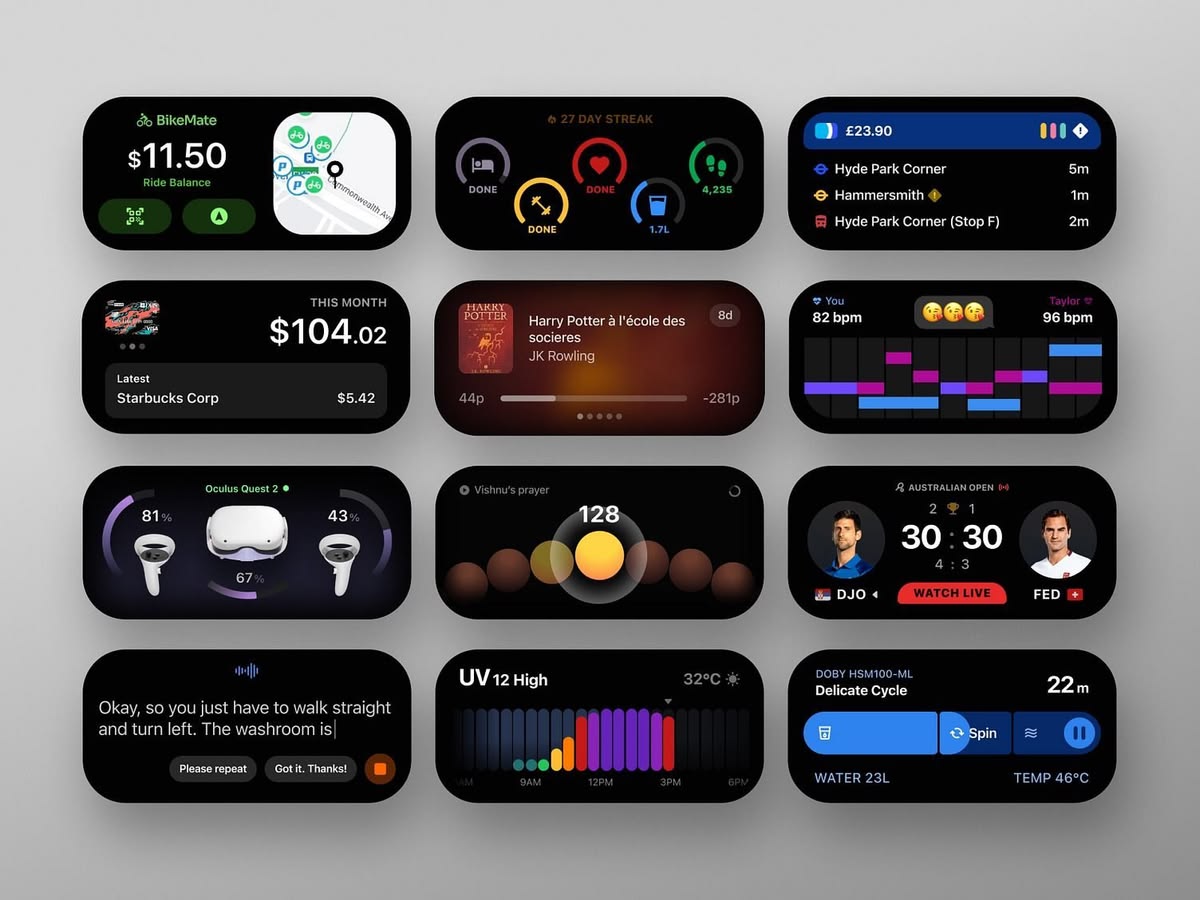 BikeMate
$11.50
Ride Balance
P
P
Commonwealth Av
27 DAY STREAK
DONE
DONE
4,235
DONE
1.7L
£23.90
Hyde Park Corner 5m
Hammersmith 1m
Hyde Park Corner (Stop F) 2m
THIS MONTH
$104.02
VISA
Latest
Starbucks Corp $5.42
HARRY
POTTER
J.K. ROWLING
Harry Potter à l'école des
socieres
JK Rowling
8d
44p -281p
You
82 bpm
Taylor
96 bpm
Oculus Quest 2
81%
43%
67%
Vishnu's prayer
128
AUSTRALIAN OPEN
2 1
30 : 30
4 : 3
DJO
WATCH LIVE
FED
Okay, so you just have to walk straight
and turn left. The washroom is
Please repeat
Got it. Thanks!
UV 12 High 32°C
AM 9AM 12PM 3PM 6PM
DOBY HSM100-ML
Delicate Cycle
22m
Spin
WATER 23L TEMP 46°C